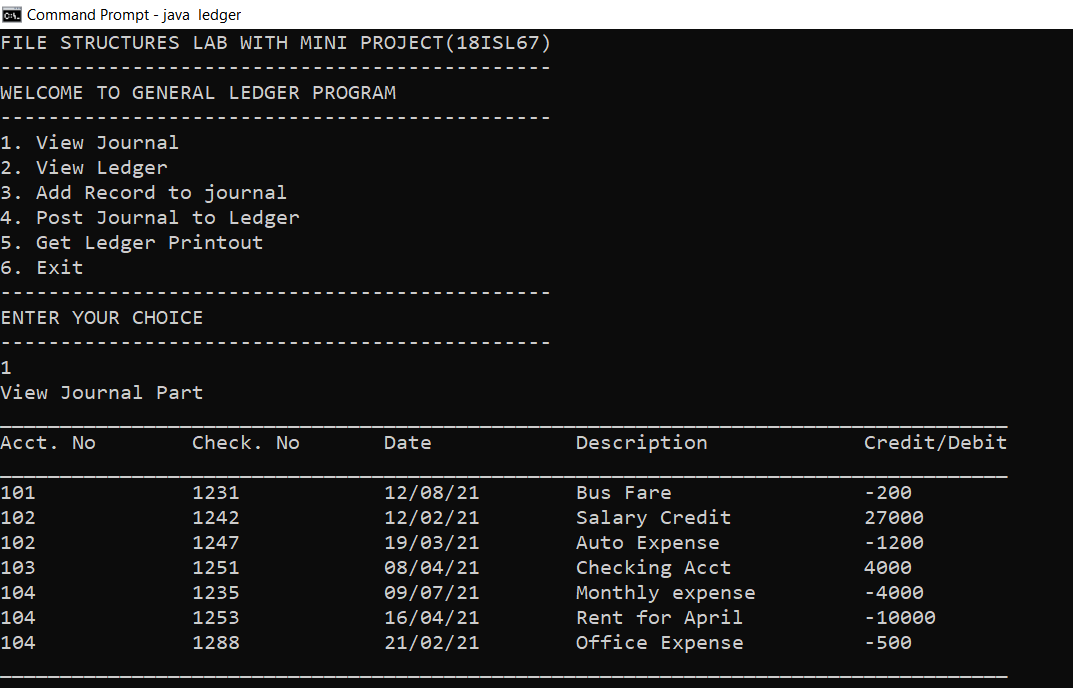 Command Prompt - java  ledger
FILE STRUCTURES LAB WITH MINI PROJECT(18ISL67)
----------------------------------------------
WELCOME TO GENERAL LEDGER PROGRAM
----------------------------------------------
1. View Journal
2. View Ledger
3. Add Record to journal
4. Post Journal to Ledger
5. Get Ledger Printout
6. Exit
----------------------------------------------
ENTER YOUR CHOICE
----------------------------------------------
1
View Journal Part
____________________________________________________________________________________
Acct. No        Check. No       Date            Description             Credit/Debit
____________________________________________________________________________________
101             1231            12/08/21        Bus Fare                -200
102             1242            12/02/21        Salary Credit           27000
102             1247            19/03/21        Auto Expense            -1200
103             1251            08/04/21        Checking Acct           4000
104             1235            09/07/21        Monthly expense         -4000
104             1253            16/04/21        Rent for April          -10000
104             1288            21/02/21        Office Expense          -500
____________________________________________________________________________________